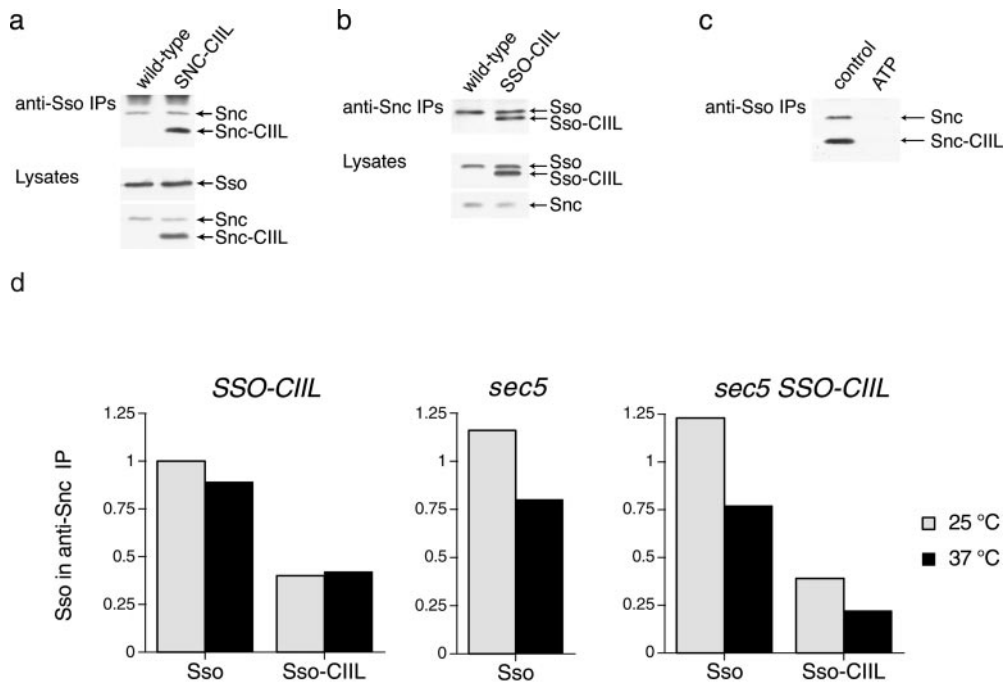 a
wild-type
SNC-CIIL
anti-Sso IPs
Snc
Snc-CIIL
Lysates
Sso
Snc
Snc-CIIL
b
wild-type
SSO-CIIL
anti-Snc IPs
Sso
Sso-CIIL
Lysates
Sso
Sso-CIIL
Snc
c
control
ATP
anti-Sso IPs
Snc
Snc-CIIL
d
Sso in anti-Snc IP
SSO-CIIL
1.25
1
0.75
0.5
0.25
0
Sso
Sso-CIIL
sec5
1.25
1
0.75
0.5
0.25
0
Sso
sec5 SSO-CIIL
1.25
1
0.75
0.5
0.25
0
Sso
Sso-CIIL
25 °C
37 °C